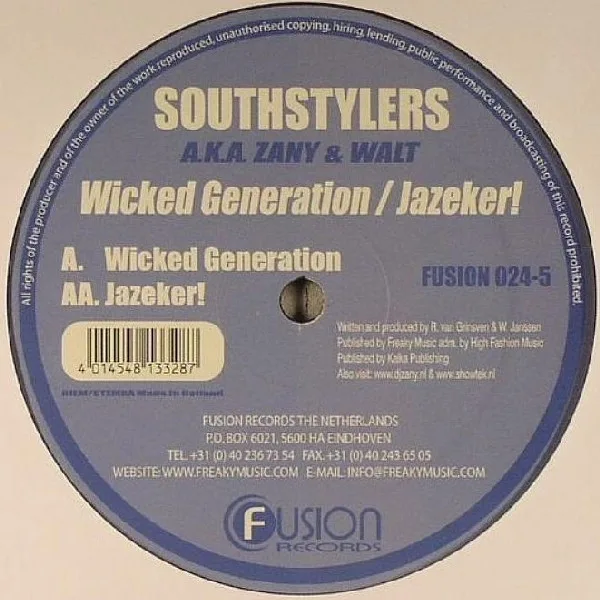 All rights of the producer and of the owner of the work reproduced, unauthorised copying, hiring, lending, public performance and broadcasting of this record prohibited.
SOUTHSTYLERS
A.K.A. ZANY & WALT
Wicked Generation / Jazeker!
A. Wicked Generation
AA. Jazeker!
FUSION 024-5
4 014548 133287
BIEM/STEMRA Made in Holland
Written and produced by R. van Grinsven & W. Janssen
Published by Freaky Music adm. by High Fashion Music
Published by Kaika Publishing
Also visit: www.djzany.nl & www.showtek.nl
FUSION RECORDS THE NETHERLANDS
P.O. BOX 6021, 5600 HA EINDHOVEN
TEL. +31 (0) 40 236 73 54 FAX. +31 (0) 40 243 65 05
WEBSITE: WWW.FREAKYMUSIC.COM E-MAIL: INFO@FREAKYMUSIC.COM
FUSION
RECORDS